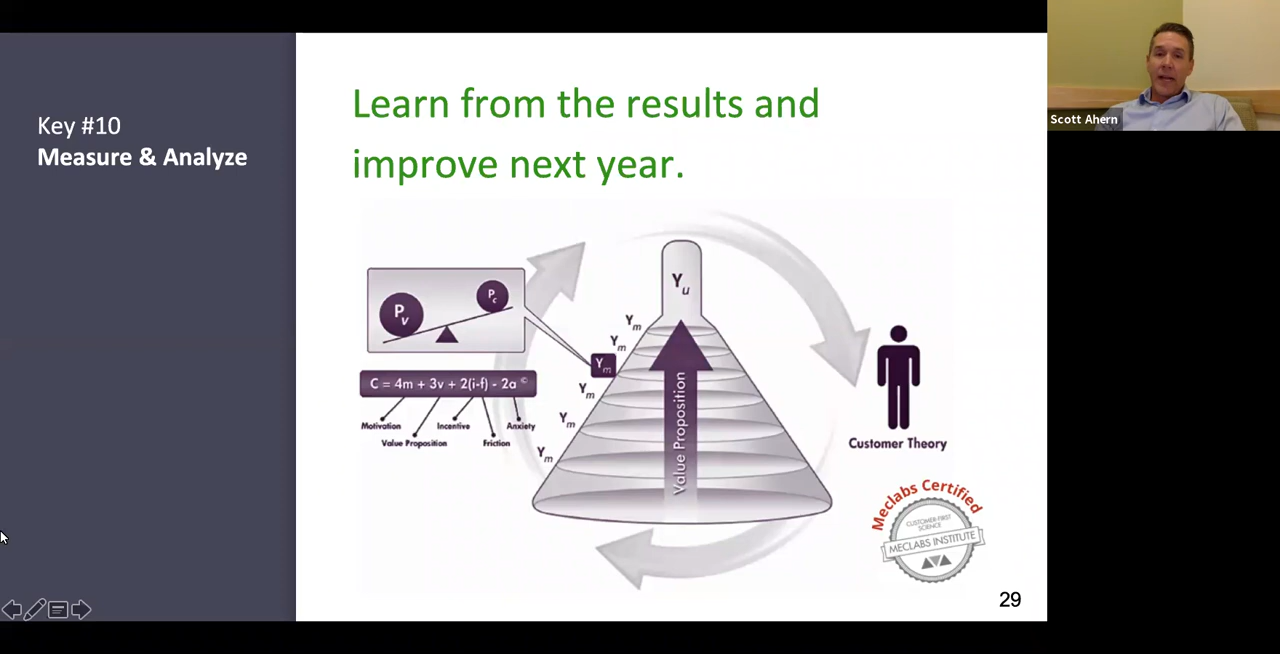 Key #10
Measure & Analyze
Learn from the results and
improve next year.
Pv
Pc
C = 4m + 3v + 2(i-f) - 2a ©
Motivation
Value Proposition
Incentive
Friction
Anxiety
Yu
Ym
Ym
Ym
Ym
Ym
Ym
Value Proposition
Customer Theory
Meclabs Certified
CUSTOMER-FIRST
SCIENCE
MECLABS INSTITUTE
29
Scott Ahern